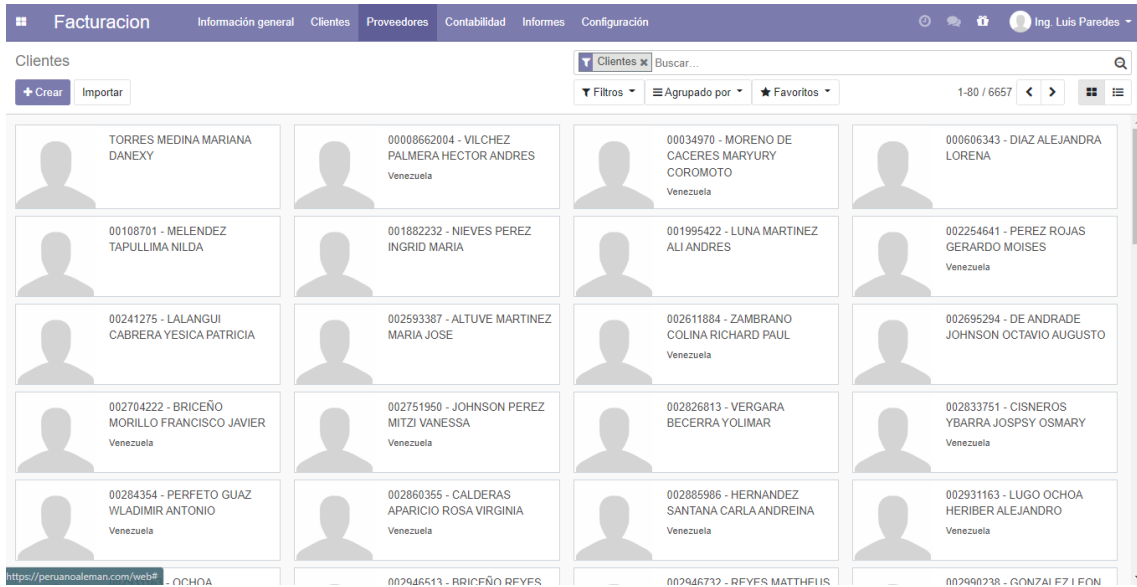 Facturacion Información general Clientes Proveedores Contabilidad Informes Configuración Ing. Luis Paredes
Clientes
Clientes Buscar...
Crear Importar
Filtros Agrupado por Favoritos 1-80 / 6657
TORRES MEDINA MARIANA
DANEXY
00008662004 - VILCHEZ
PALMERA HECTOR ANDRES
Venezuela
00034970 - MORENO DE
CACERES MARYURY
COROMOTO
Venezuela
000606343 - DIAZ ALEJANDRA
LORENA
00108701 - MELENDEZ
TAPULLIMA NILDA
001882232 - NIEVES PEREZ
INGRID MARIA
001995422 - LUNA MARTINEZ
ALI ANDRES
002254641 - PEREZ ROJAS
GERARDO MOISES
Venezuela
00241275 - LALANGUI
CABRERA YESICA PATRICIA
002593387 - ALTUVE MARTINEZ
MARIA JOSE
002611884 - ZAMBRANO
COLINA RICHARD PAUL
Venezuela
002695294 - DE ANDRADE
JOHNSON OCTAVIO AUGUSTO
002704222 - BRICEÑO
MORILLO FRANCISCO JAVIER
Venezuela
002751950 - JOHNSON PEREZ
MITZI VANESSA
Venezuela
002826813 - VERGARA
BECERRA YOLIMAR
002833751 - CISNEROS
YBARRA JOSPSY OSMARY
Venezuela
00284354 - PERFETO GUAZ
WLADIMIR ANTONIO
Venezuela
002860355 - CALDERAS
APARICIO ROSA VIRGINIA
Venezuela
002885986 - HERNANDEZ
SANTANA CARLA ANDREINA
Venezuela
002931163 - LUGO OCHOA
HERIBER ALEJANDRO
Venezuela
https://peruanoaleman.com/web#
- OCHOA
002946513 - BRICEÑO REYES
002946732 - REYES MATTHEUS
002990238 - GONZALEZ LEON